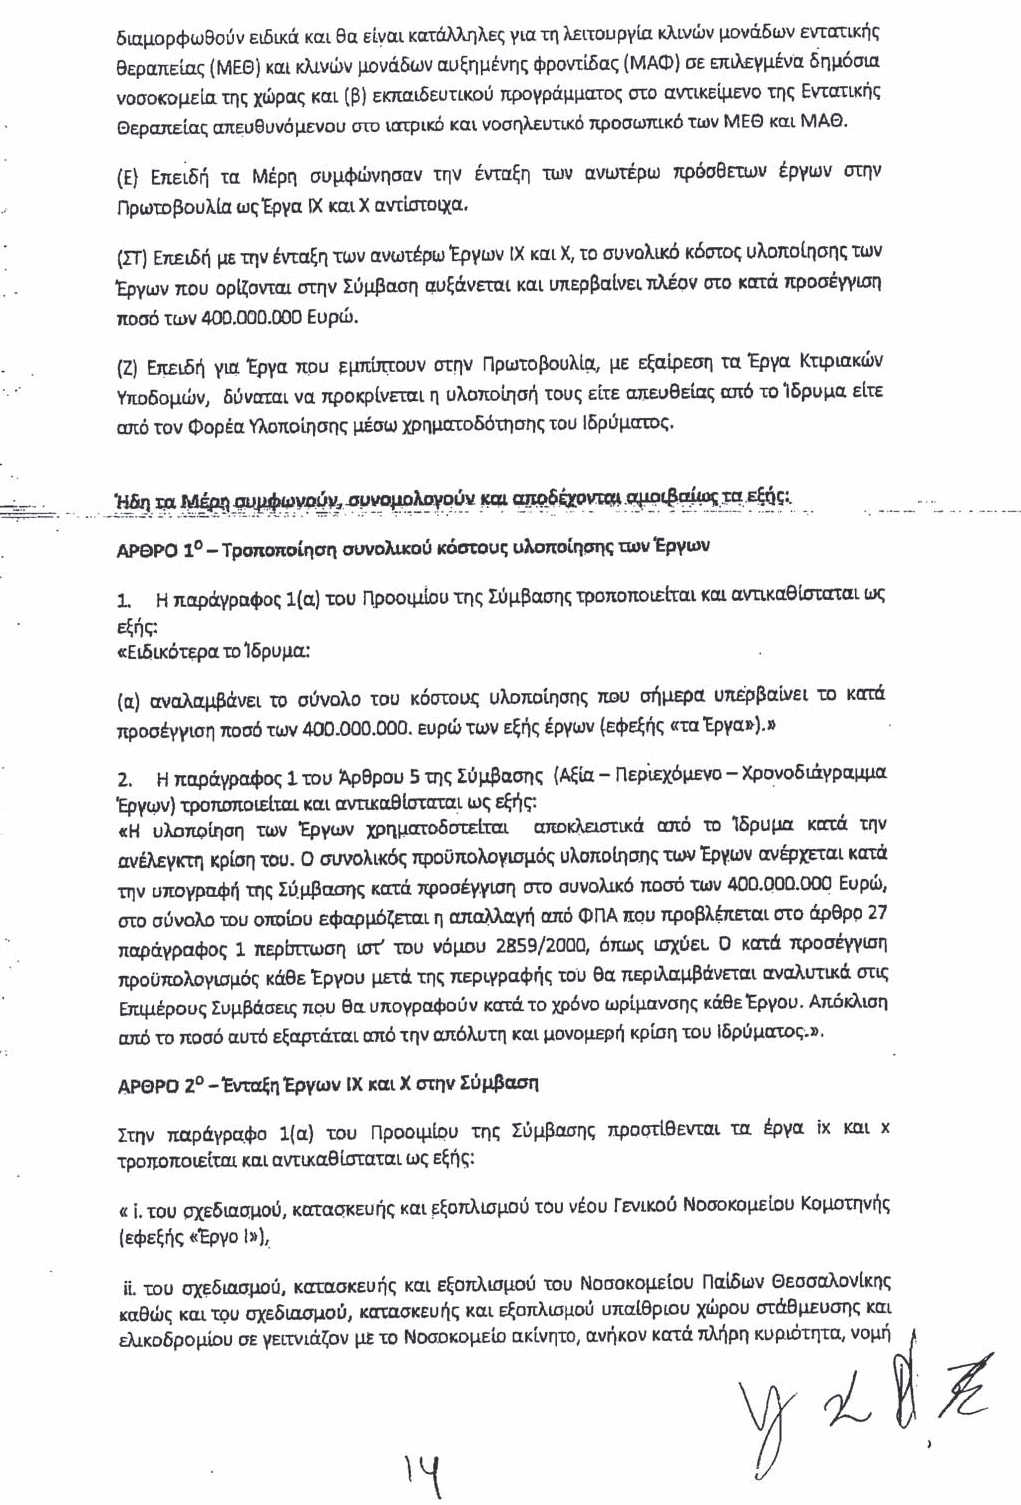 διαμορφωθούν ειδικά και θα είναι κατάλληλες για τη λειτουργία κλινών μονάδων εντατικής
θεραπείας (ΜΕΘ) και κλινών μονάδων αυξημένης φροντίδας (ΜΑΦ) σε επιλεγμένα δημόσια
νοσοκομεία της χώρας και (β) εκπαιδευτικού προγράμματος στο αντικείμενο της Εντατικής
Θεραπείας απευθυνόμενου στο ιατρικό και νοσηλευτικό προσωπικό των ΜΕΘ και ΜΑΘ.
(Ε) Επειδή τα Μέρη συμφώνησαν την ένταξη των ανωτέρω πρόσθετων έργων στην
Πρωτοβουλία ως Έργα IX και X αντίστοιχα.
(ΣΤ) Επειδή με την ένταξη των ανωτέρω Έργων IX και X, το συνολικό κόστος υλοποίησης των
Έργων που ορίζονται στην Σύμβαση αυξάνεται και υπερβαίνει πλέον στο κατά προσέγγιση
ποσό των 400.000.000 Ευρώ.
(Ζ) Επειδή για Έργα που εμπίπτουν στην Πρωτοβουλία, με εξαίρεση τα Έργα Κτιριακών
Υποδομών, δύναται να προκρίνεται η υλοποίησή τους είτε απευθείας από το Ίδρυμα είτε
από τον Φορέα Υλοποίησης μέσω χρηματοδότησης του Ιδρύματος.
Ήδη τα Μέρη συμφωνούν, συνομολογούν και αποδέχονται αμοιβαίως τα εξής:
ΑΡΘΡΟ 1º – Τροποποίηση συνολικού κόστους υλοποίησης των Έργων
1. Η παράγραφος 1(α) του Προοιμίου της Σύμβασης τροποποιείται και αντικαθίσταται ως
εξής:
«Ειδικότερα το Ίδρυμα:
(α) αναλαμβάνει το σύνολο του κόστους υλοποίησης που σήμερα υπερβαίνει το κατά
προσέγγιση ποσό των 400.000.000. ευρώ των εξής έργων (εφεξής «τα Έργα»).»
2. Η παράγραφος 1 του Άρθρου 5 της Σύμβασης (Αξία – Περιεχόμενο – Χρονοδιάγραμμα
Έργων) τροποποιείται και αντικαθίσταται ως εξής:
«Η υλοποίηση των Έργων χρηματοδοτείται αποκλειστικά από το Ίδρυμα κατά την
ανέλεγκτη κρίση του. Ο συνολικός προϋπολογισμός υλοποίησης των Έργων ανέρχεται κατά
την υπογραφή της Σύμβασης κατά προσέγγιση στο συνολικό ποσό των 400.000.000 Ευρώ,
στο σύνολο του οποίου εφαρμόζεται η απαλλαγή από ΦΠΑ που προβλέπεται στο άρθρο 27
παράγραφος 1 περίπτωση ιστ' του νόμου 2859/2000, όπως ισχύει. Ο κατά προσέγγιση
προϋπολογισμός κάθε Έργου μετά της περιγραφής του θα περιλαμβάνεται αναλυτικά στις
Επιμέρους Συμβάσεις που θα υπογραφούν κατά το χρόνο ωρίμανσης κάθε Έργου. Απόκλιση
από το ποσό αυτό εξαρτάται από την απόλυτη και μονομερή κρίση του Ιδρύματος.».
ΑΡΘΡΟ 2º – Ένταξη Έργων IX και X στην Σύμβαση
Στην παράγραφο 1(α) του Προοιμίου της Σύμβασης προστίθενται τα έργα ix και x
τροποποιείται και αντικαθίσταται ως εξής:
« i. του σχεδιασμού, κατασκευής και εξοπλισμού του νέου Γενικού Νοσοκομείου Κομοτηνής
(εφεξής «Έργο Ι»),
ii. του σχεδιασμού, κατασκευής και εξοπλισμού του Νοσοκομείου Παίδων Θεσσαλονίκης
καθώς και του σχεδιασμού, κατασκευής και εξοπλισμού υπαίθριου χώρου στάθμευσης και
ελικοδρομίου σε γειτνιάζον με το Νοσοκομείο ακίνητο, ανήκον κατά πλήρη κυριότητα, νομή
14